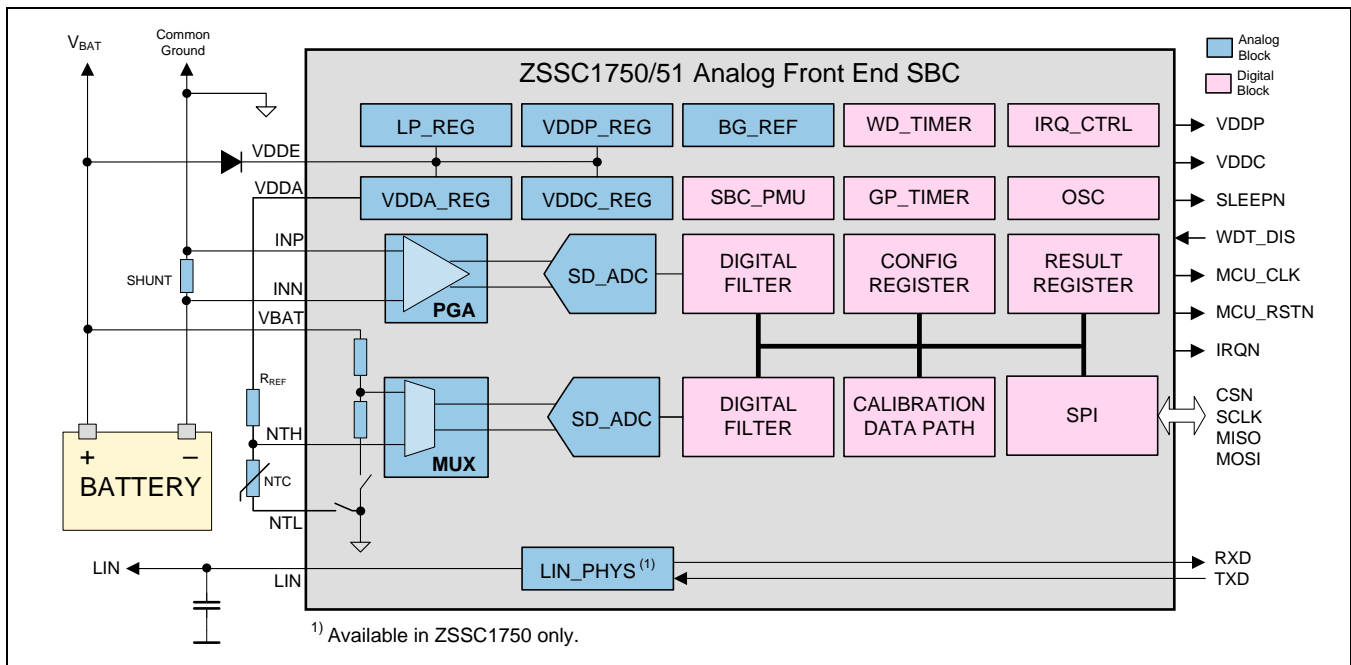 VBAT
Common
Ground
Analog
Block
Digital
Block
ZSSC1750/51 Analog Front End SBC
LP_REG
VDDP_REG
BG_REF
WD_TIMER
IRQ_CTRL
VDDP
VDDE
VDDC
VDDA
VDDA_REG
VDDC_REG
SBC_PMU
GP_TIMER
OSC
SLEEPN
INP
WDT_DIS
SHUNT
PGA
SD_ADC
DIGITAL
FILTER
CONFIG
REGISTER
RESULT
REGISTER
MCU_CLK
INN
MCU_RSTN
VBAT
IRQN
RREF
NTH
MUX
SD_ADC
DIGITAL
FILTER
CALIBRATION
DATA PATH
SPI
CSN
SCLK
MISO
MOSI
+ −
BATTERY
NTC
NTL
LIN
LIN
LIN_PHYS (1)
RXD
TXD
1) Available in ZSSC1750 only.